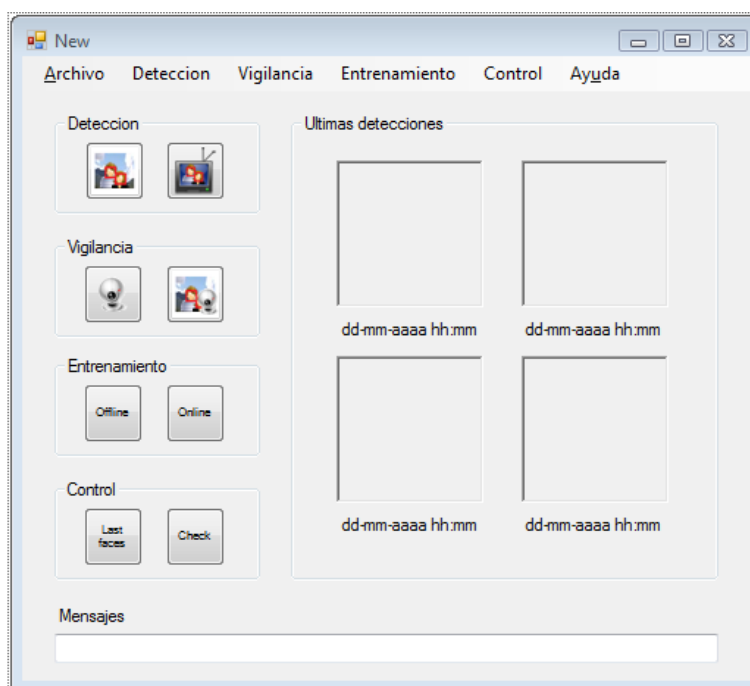 New
Archivo Deteccion Vigilancia Entrenamiento Control Ayuda
Deteccion
Vigilancia
Entrenamiento
Offline Online
Control
Last
faces
Check
Ultimas detecciones
dd-mm-aaaa hh:mm dd-mm-aaaa hh:mm
dd-mm-aaaa hh:mm dd-mm-aaaa hh:mm
Mensajes